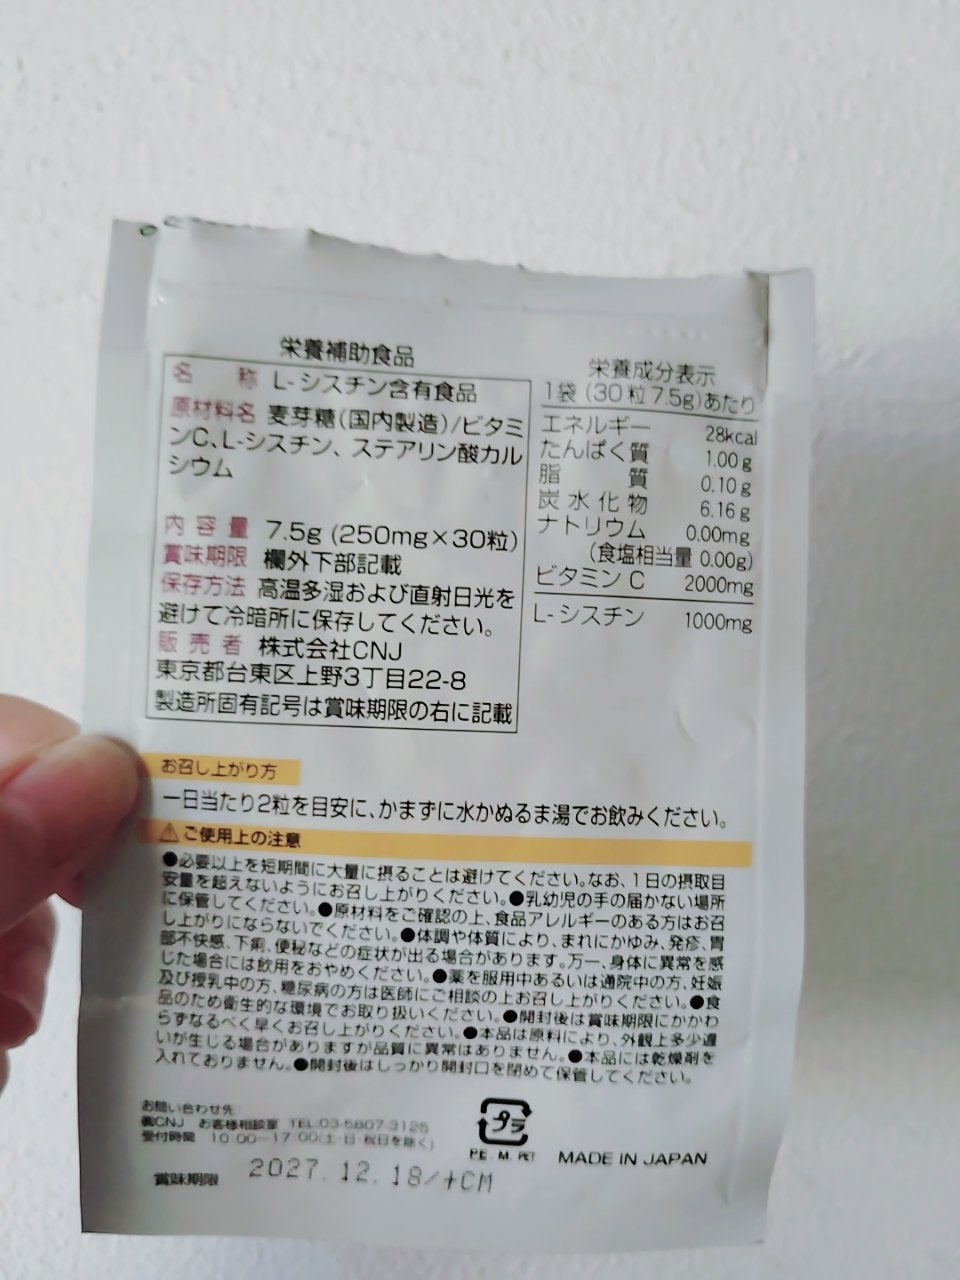 栄養補助食品
名 称 L-シスチン含有食品
原材料名 麦芽糖(国内製造)/ビタミ
ンC、L-シスチン、ステアリン酸カル
シウム
内容量 7.5g (250mg×30粒)
賞味期限 欄外下部記載
保存方法 高温多湿および直射日光を
避けて冷暗所に保存してください。
販売者 株式会社CNJ
東京都台東区上野3丁目22-8
製造所固有記号は賞味期限の右に記載
栄養成分表示
1袋 (30粒 7.5g)あたり
エネルギー 28kcal
たんぱく質 1.00g
脂質 0.10g
炭水化物 6.16g
ナトリウム 0.00mg
(食塩相当量 0.00g)
ビタミンC 2000mg
L-シスチン 1000mg
お召し上がり方
一日当たり2粒を目安に、かまずに水かぬるま湯でお飲みください。
⚠ご使用上の注意
●必要以上を短期間に大量に摂ることは避けてください。なお、1日の摂取目
安量を超えないようにお召し上がりください。●乳幼児の手の届かない場所
に保管してください。●原材料をご確認の上、食品アレルギーのある方はお召
し上がりにならないでください。●体調や体質により、まれにかゆみ、発疹、胃
部不快感、下痢、便秘などの症状が出る場合があります。万一、身体に異常を感
じた場合には飲用をおやめください。●薬を服用中あるいは通院中の方、妊娠
及び授乳中の方、糖尿病の方は医師にご相談の上お召し上がりください。●食
品のため衛生的な環境でお取り扱いください。●開封後は賞味期限にかかわ
らずなるべく早くお召し上がりください。●本品は原料により、外観上多少違
いが生じる場合がありますが品質に異常はありません。●本品には乾燥剤を
入れておりません。●開封後はしっかり開封口を閉めて保管してください。
お問い合わせ先
㈱CNJ お客様相談室 TEL.03-5807-3125
受付時間 10:00-17:00(土・日・祝日を除く)
プラ
PE. M. PET
MADE IN JAPAN
賞味期限 2027.12.18/+CM